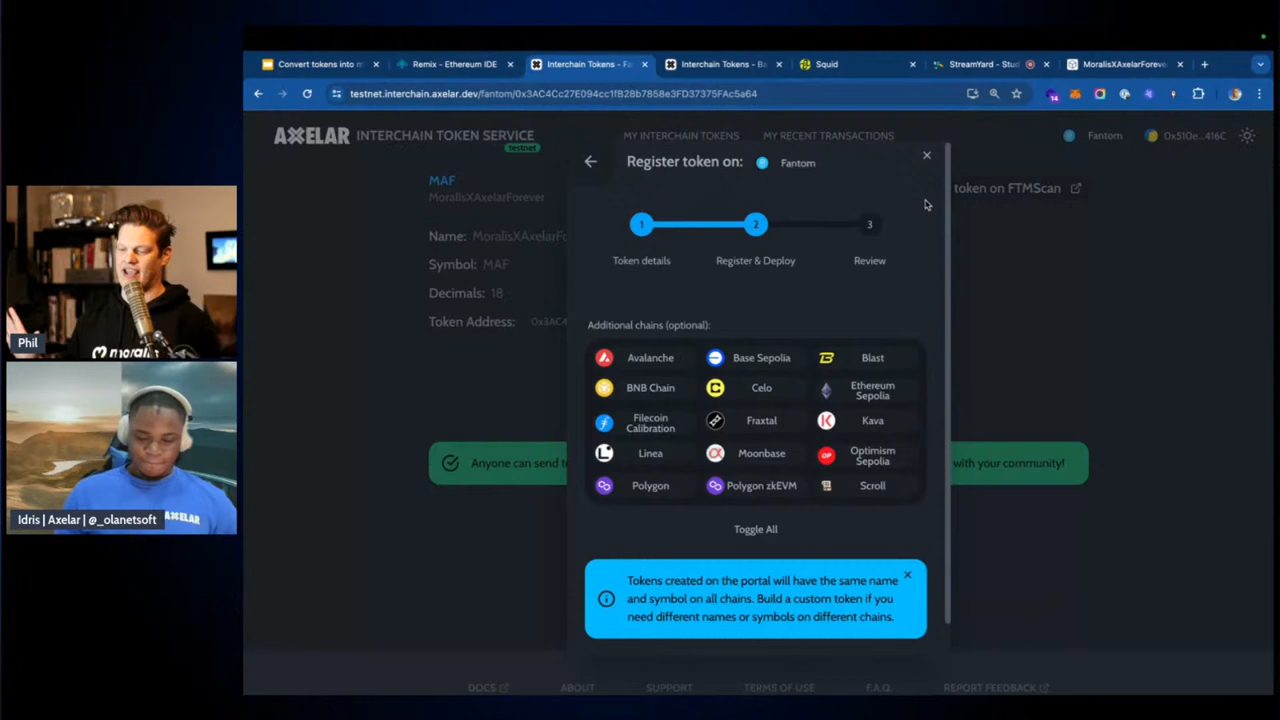 Convert tokens into m
Remix - Ethereum IDE
Interchain Tokens - Fa
Interchain Tokens - Ba
Squid
StreamYard - Stud
MoralisXAxelarForeve
testnet.interchain.axelar.dev/fantom/0x3AC4Cc27E094cc1fB28b7858e3FD37375FAc5a64
14
AXELAR INTERCHAIN TOKEN SERVICE
testnet
MY INTERCHAIN TOKENS
MY RECENT TRANSACTIONS
Fantom
0x510e...416C
MAF
MoralisXAxelarForever
Name: MoralisXAxelarFo
Symbol: MAF
Decimals: 18
Token Address: 0x3AC4
token on FTMScan
Register token on: Fantom
1
2
3
Token details
Register & Deploy
Review
Additional chains (optional):
Avalanche
Base Sepolia
Blast
BNB Chain
Celo
Ethereum
Sepolia
Filecoin
Calibration
Fraxtal
Kava
Linea
Moonbase
Optimism
Sepolia
Polygon
Polygon zkEVM
Scroll
Toggle All
Anyone can send to
with your community!
Tokens created on the portal will have the same name
and symbol on all chains. Build a custom token if you
need different names or symbols on different chains.
DOCS
ABOUT
SUPPORT
TERMS OF USE
F.A.Q.
REPORT FEEDBACK
moralis
Phil
AXELAR
Idris | Axelar | @_olanetsoft